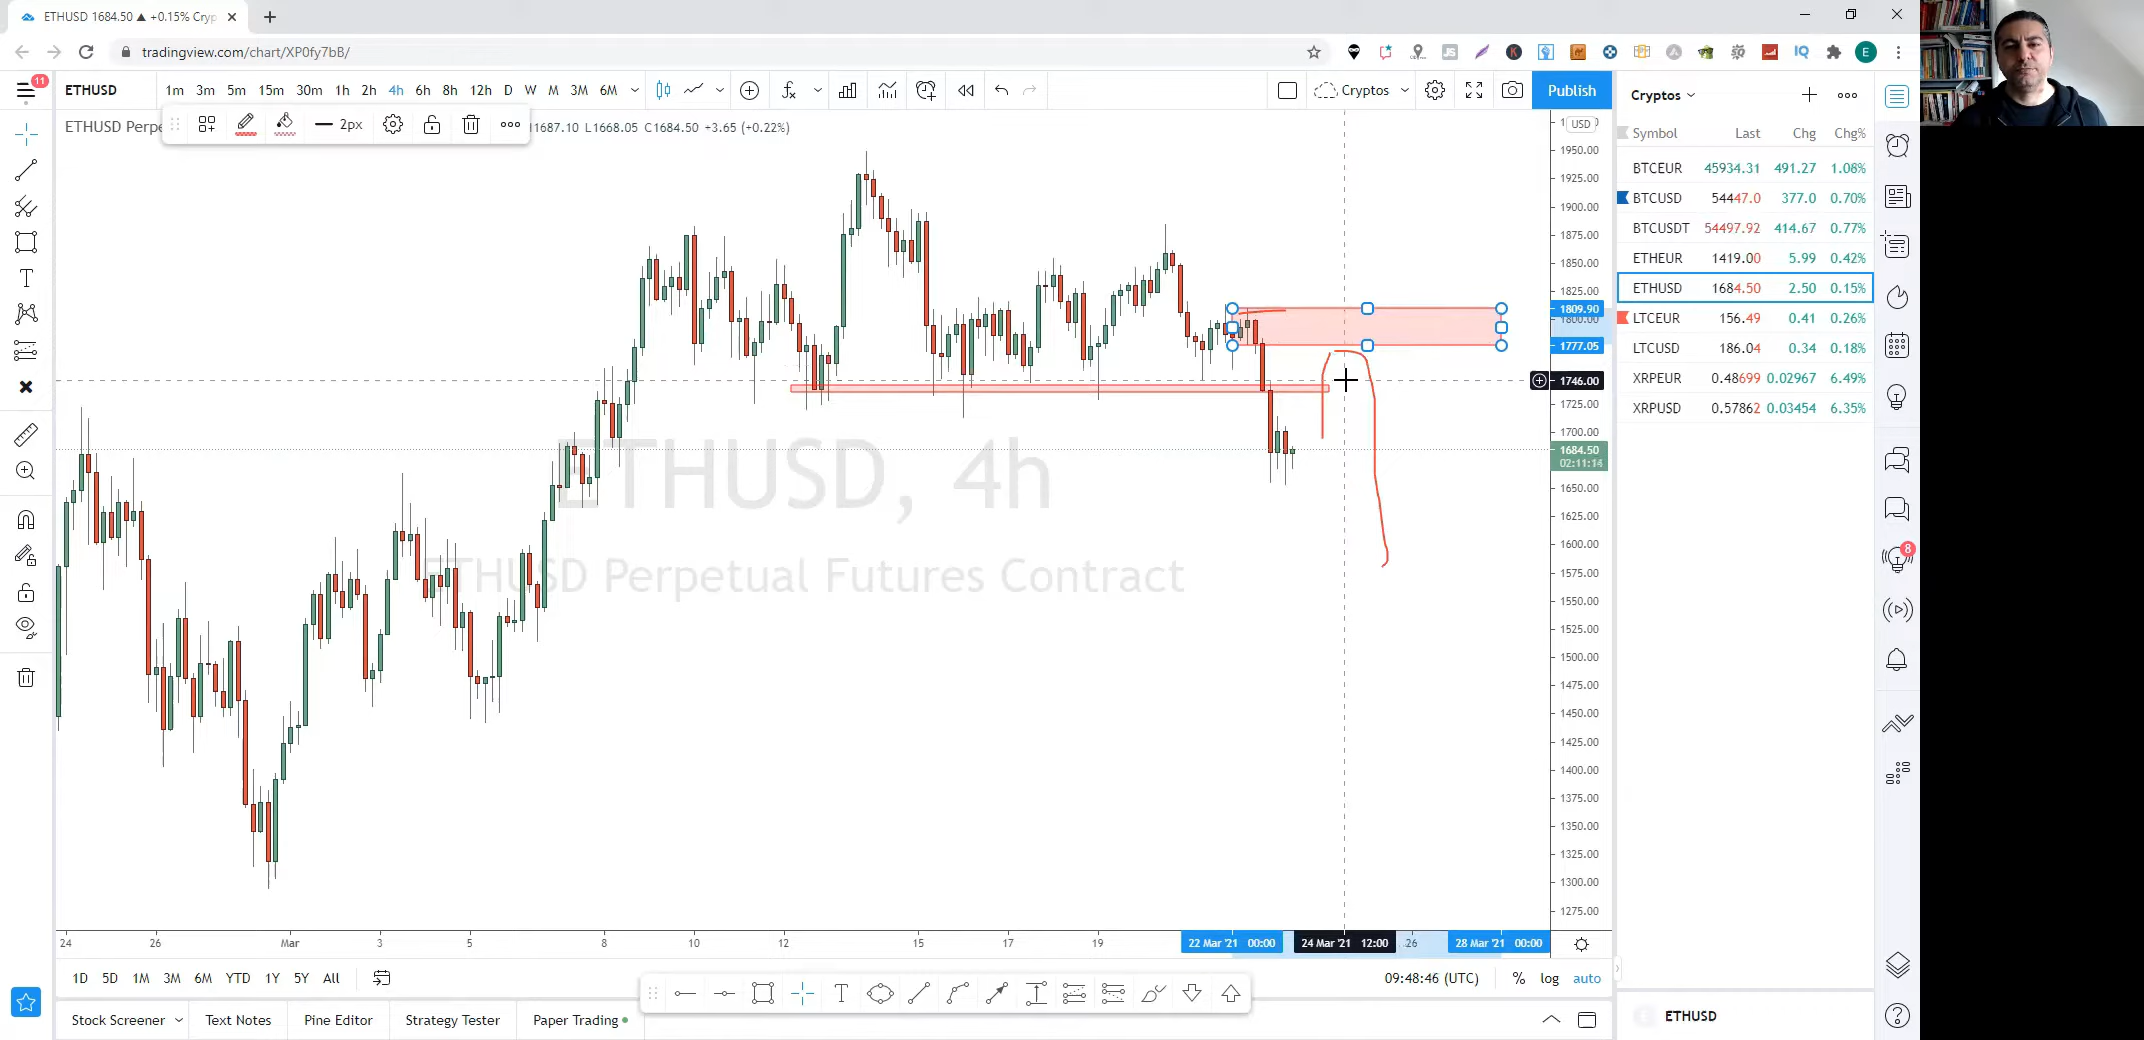 ETHUSD 1684.50 ▲ +0.15% Cryp
tradingview.com/chart/XP0fy7bB/
11
ETHUSD 1m 3m 5m 15m 30m 1h 2h 4h 6h 8h 12h D W M 3M 6M Cryptos Publish
ETHUSD Perpe 2px 1687.10 L1668.05 C1684.50 +3.65 (+0.22%)
USD
1950.00
1925.00
1900.00
1875.00
1850.00
1825.00
1809.90
1800.00
1777.05
1746.00
1725.00
1700.00
1684.50
02:11:14
1650.00
1625.00
1600.00
1575.00
1550.00
1525.00
1500.00
1475.00
1450.00
1425.00
1400.00
1375.00
1350.00
1325.00
1300.00
1275.00
ETHUSD, 4h
ETHUSD Perpetual Futures Contract
24 26 Mar 3 5 8 10 12 15 17 19 22 Mar '21 00:00 24 Mar '21 12:00 26 28 Mar '21 00:00
1D 5D 1M 3M 6M YTD 1Y 5Y All 09:48:46 (UTC) % log auto
Stock Screener Text Notes Pine Editor Strategy Tester Paper Trading
Cryptos
Symbol Last Chg Chg%
BTCEUR 45934.31 491.27 1.08%
BTCUSD 54447.0 377.0 0.70%
BTCUSDT 54497.92 414.67 0.77%
ETHEUR 1419.00 5.99 0.42%
ETHUSD 1684.50 2.50 0.15%
LTCEUR 156.49 0.41 0.26%
LTCUSD 186.04 0.34 0.18%
XRPEUR 0.48699 0.02967 6.49%
XRPUSD 0.57862 0.03454 6.35%
8
ETHUSD